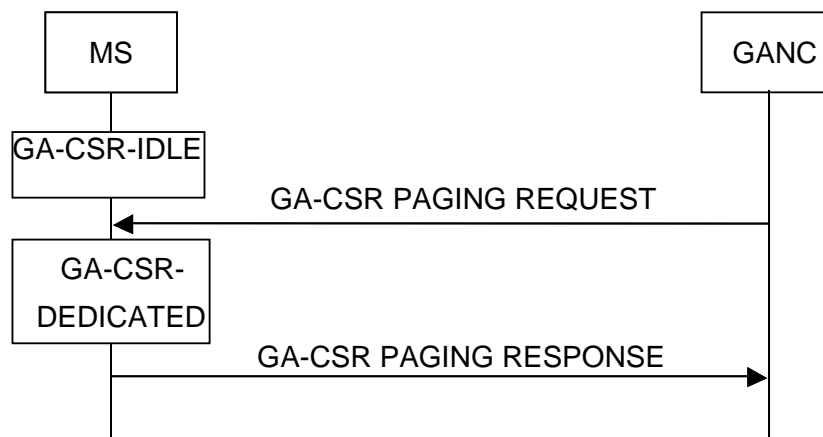 MS
GANC
GA-CSR-IDLE
GA-CSR PAGING REQUEST
GA-CSR-
DEDICATED
GA-CSR PAGING RESPONSE